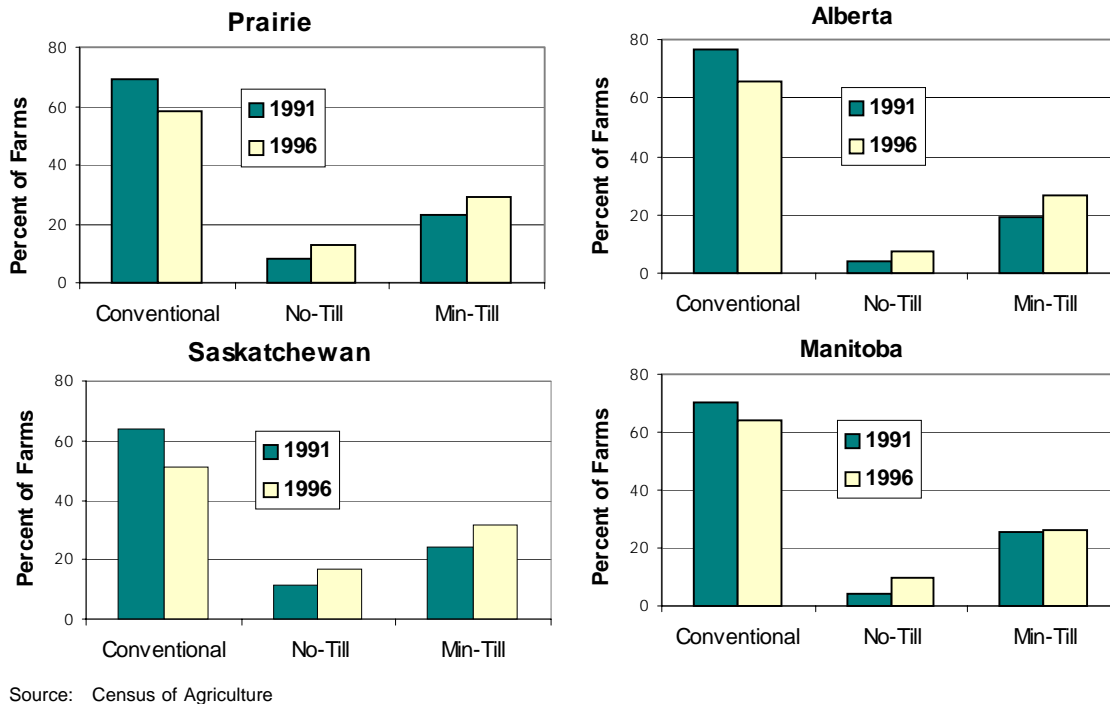 Prairie
Percent of Farms
80
60
40
20
0
1991
1996
Conventional No-Till Min-Till
Alberta
Percent of Farms
80
60
40
20
0
1991
1996
Conventional No-Till Min-Till
Saskatchewan
Percent of Farms
80
60
40
20
0
1991
1996
Conventional No-Till Min-Till
Manitoba
Percent of Farms
80
60
40
20
0
1991
1996
Conventional No-Till Min-Till
Source: Census of Agriculture